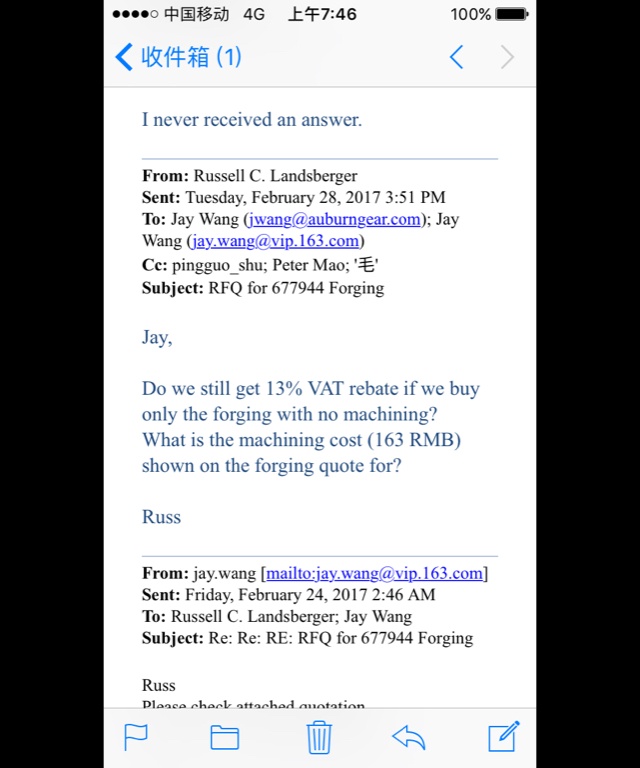 中国移动 4G 上午7:46 100%
收件箱 (1)
I never received an answer.
From: Russell C. Landsberger
Sent: Tuesday, February 28, 2017 3:51 PM
To: Jay Wang (jwang@auburngear.com); Jay
Wang (jay.wang@vip.163.com)
Cc: pingguo_shu; Peter Mao; '毛'
Subject: RFQ for 677944 Forging
Jay,
Do we still get 13% VAT rebate if we buy
only the forging with no machining?
What is the machining cost (163 RMB)
shown on the forging quote for?
Russ
From: jay.wang [mailto:jay.wang@vip.163.com]
Sent: Friday, February 24, 2017 2:46 AM
To: Russell C. Landsberger; Jay Wang
Subject: Re: Re: RE: RFQ for 677944 Forging
Russ
Please check attached quotation